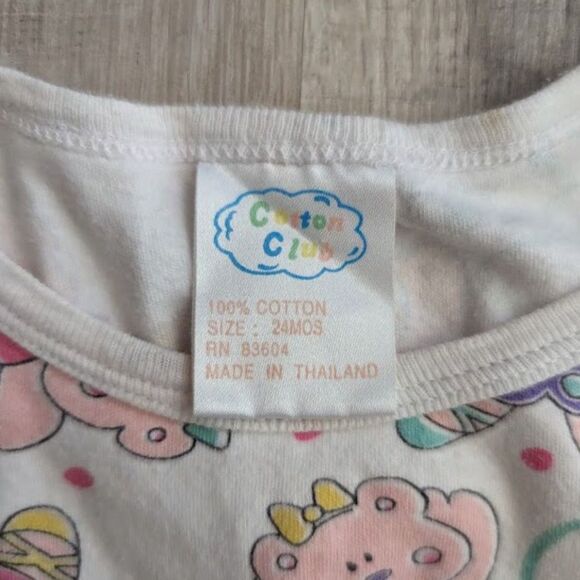 Cotton
Club
100% COTTON
SIZE : 24MOS
RN 83604
MADE IN THAILAND